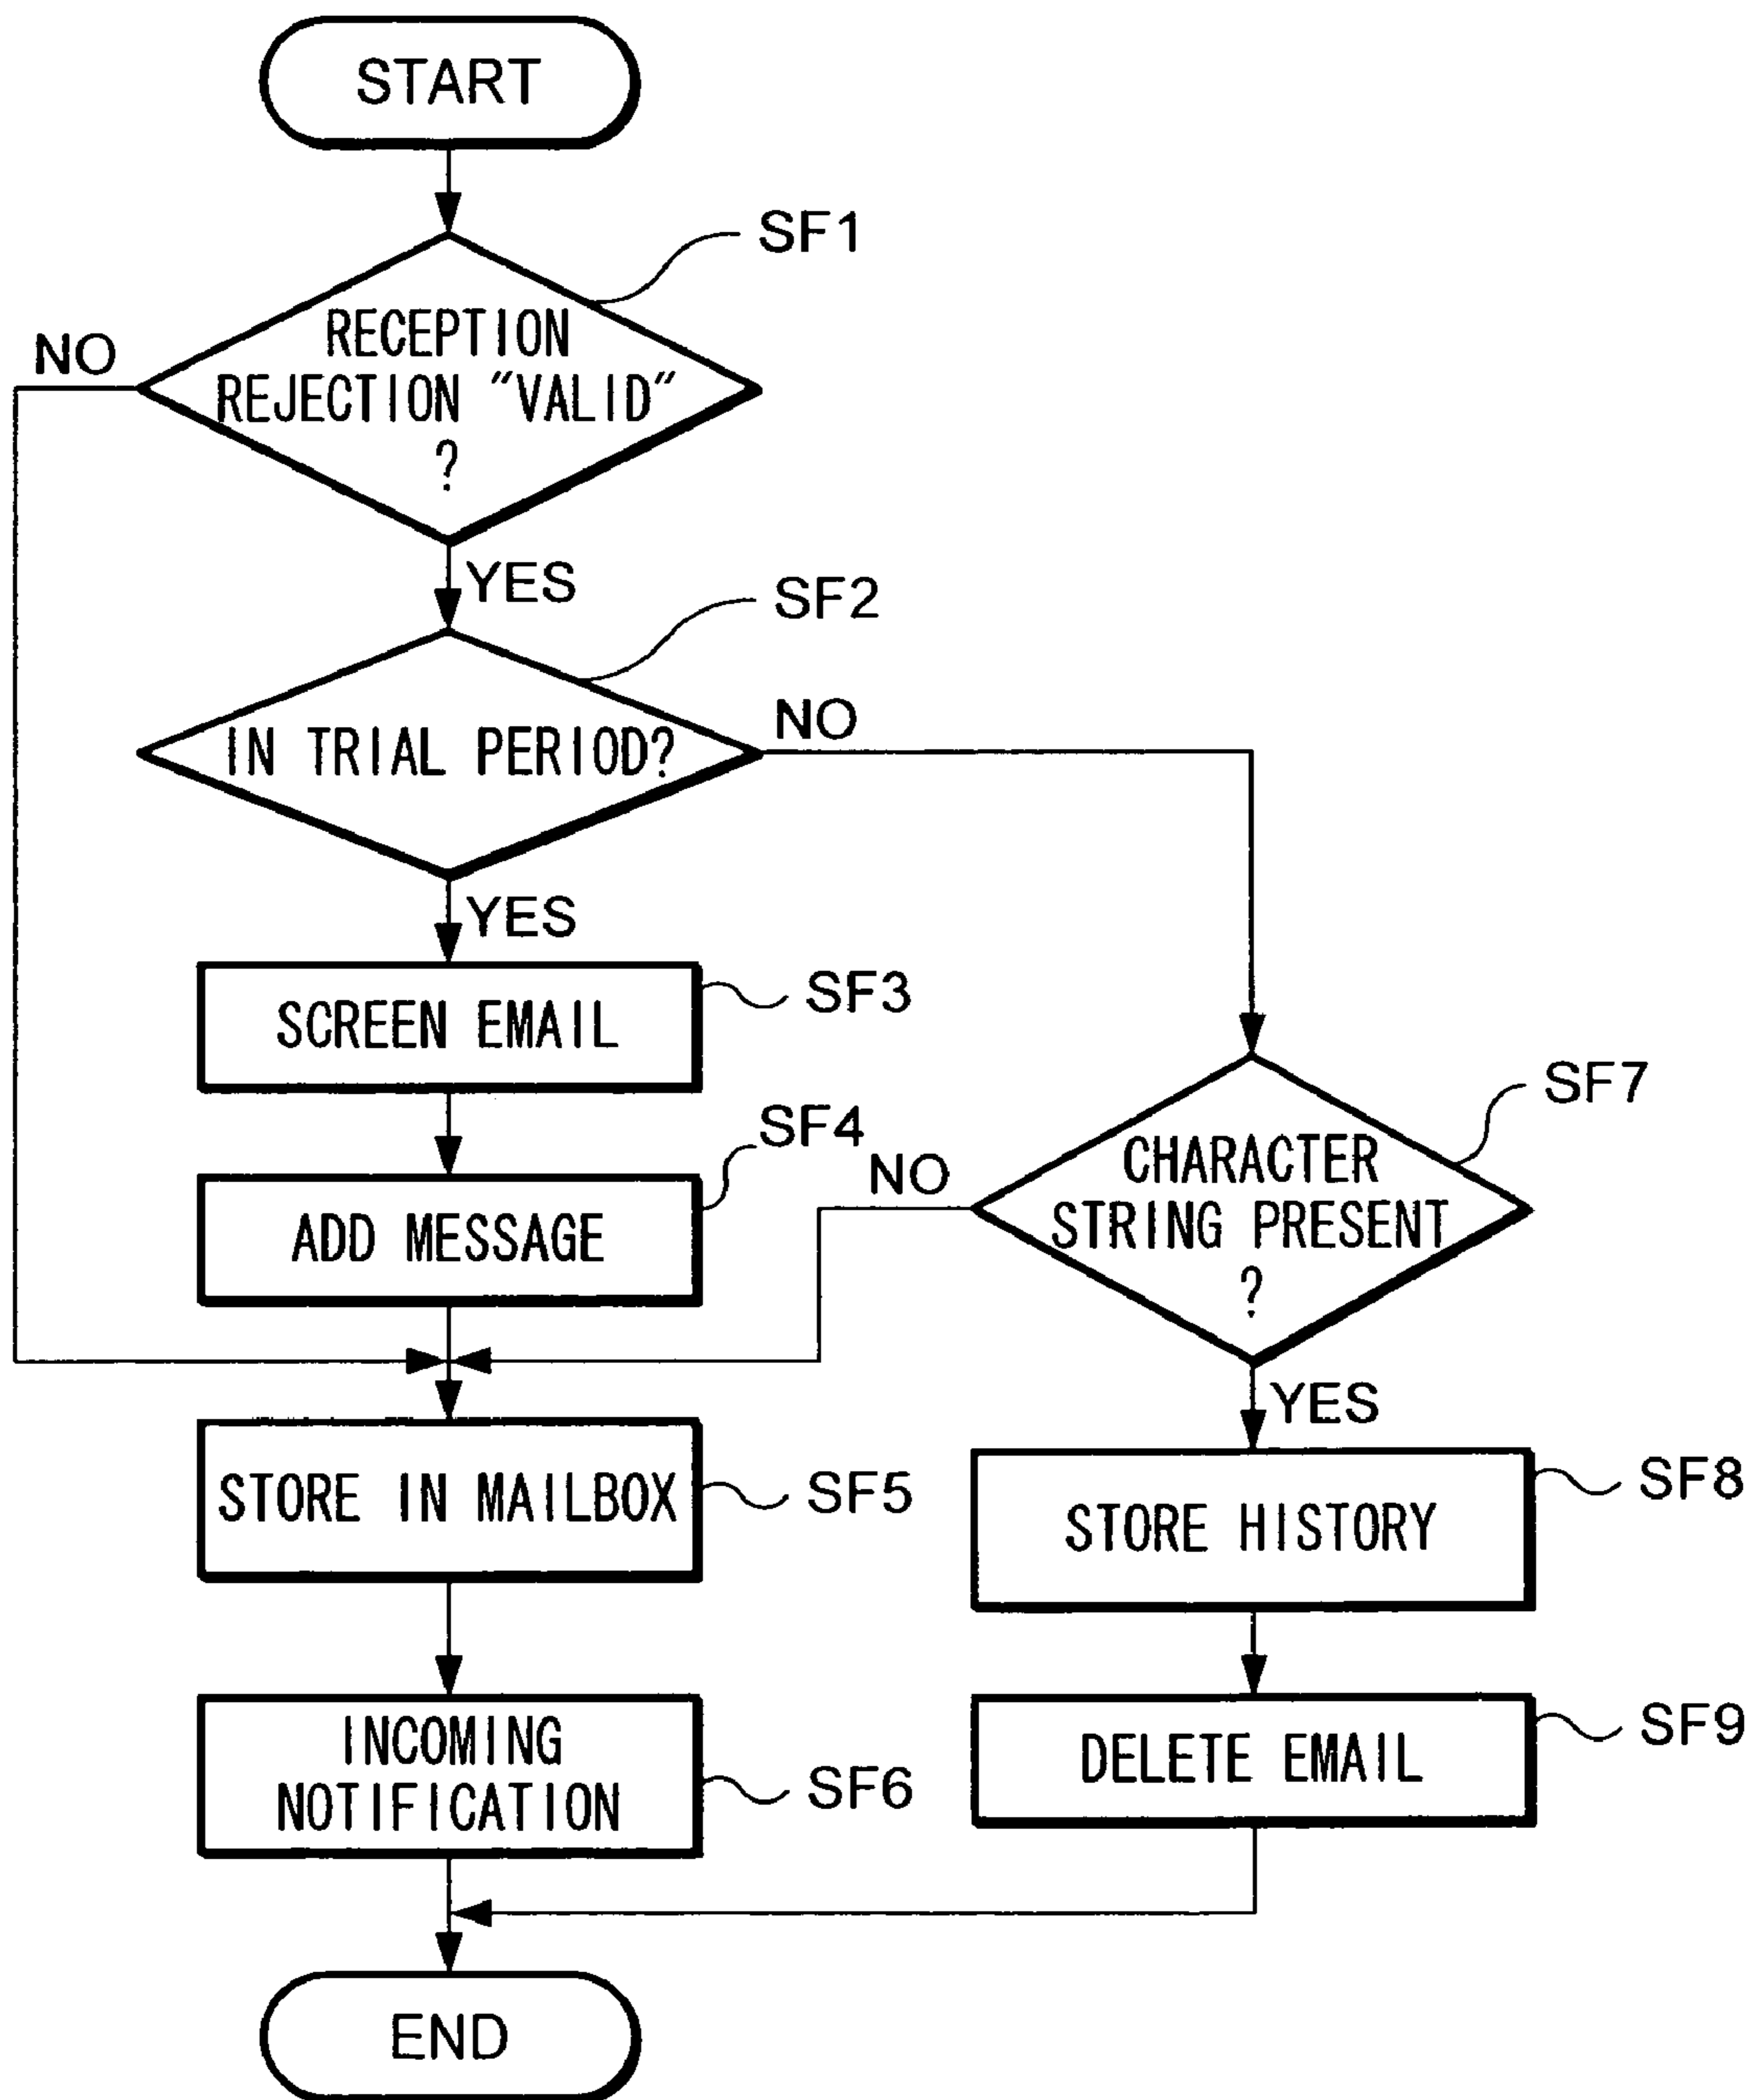 START
SF1
RECEPTION
REJECTION "VALID"
?
NO
YES
SF2
IN TRIAL PERIOD?
NO
YES
SCREEN EMAIL
SF3
ADD MESSAGE
SF4
CHARACTER
STRING PRESENT
?
SF7
NO
YES
STORE IN MAILBOX
SF5
STORE HISTORY
SF8
INCOMING
NOTIFICATION
SF6
DELETE EMAIL
SF9
END